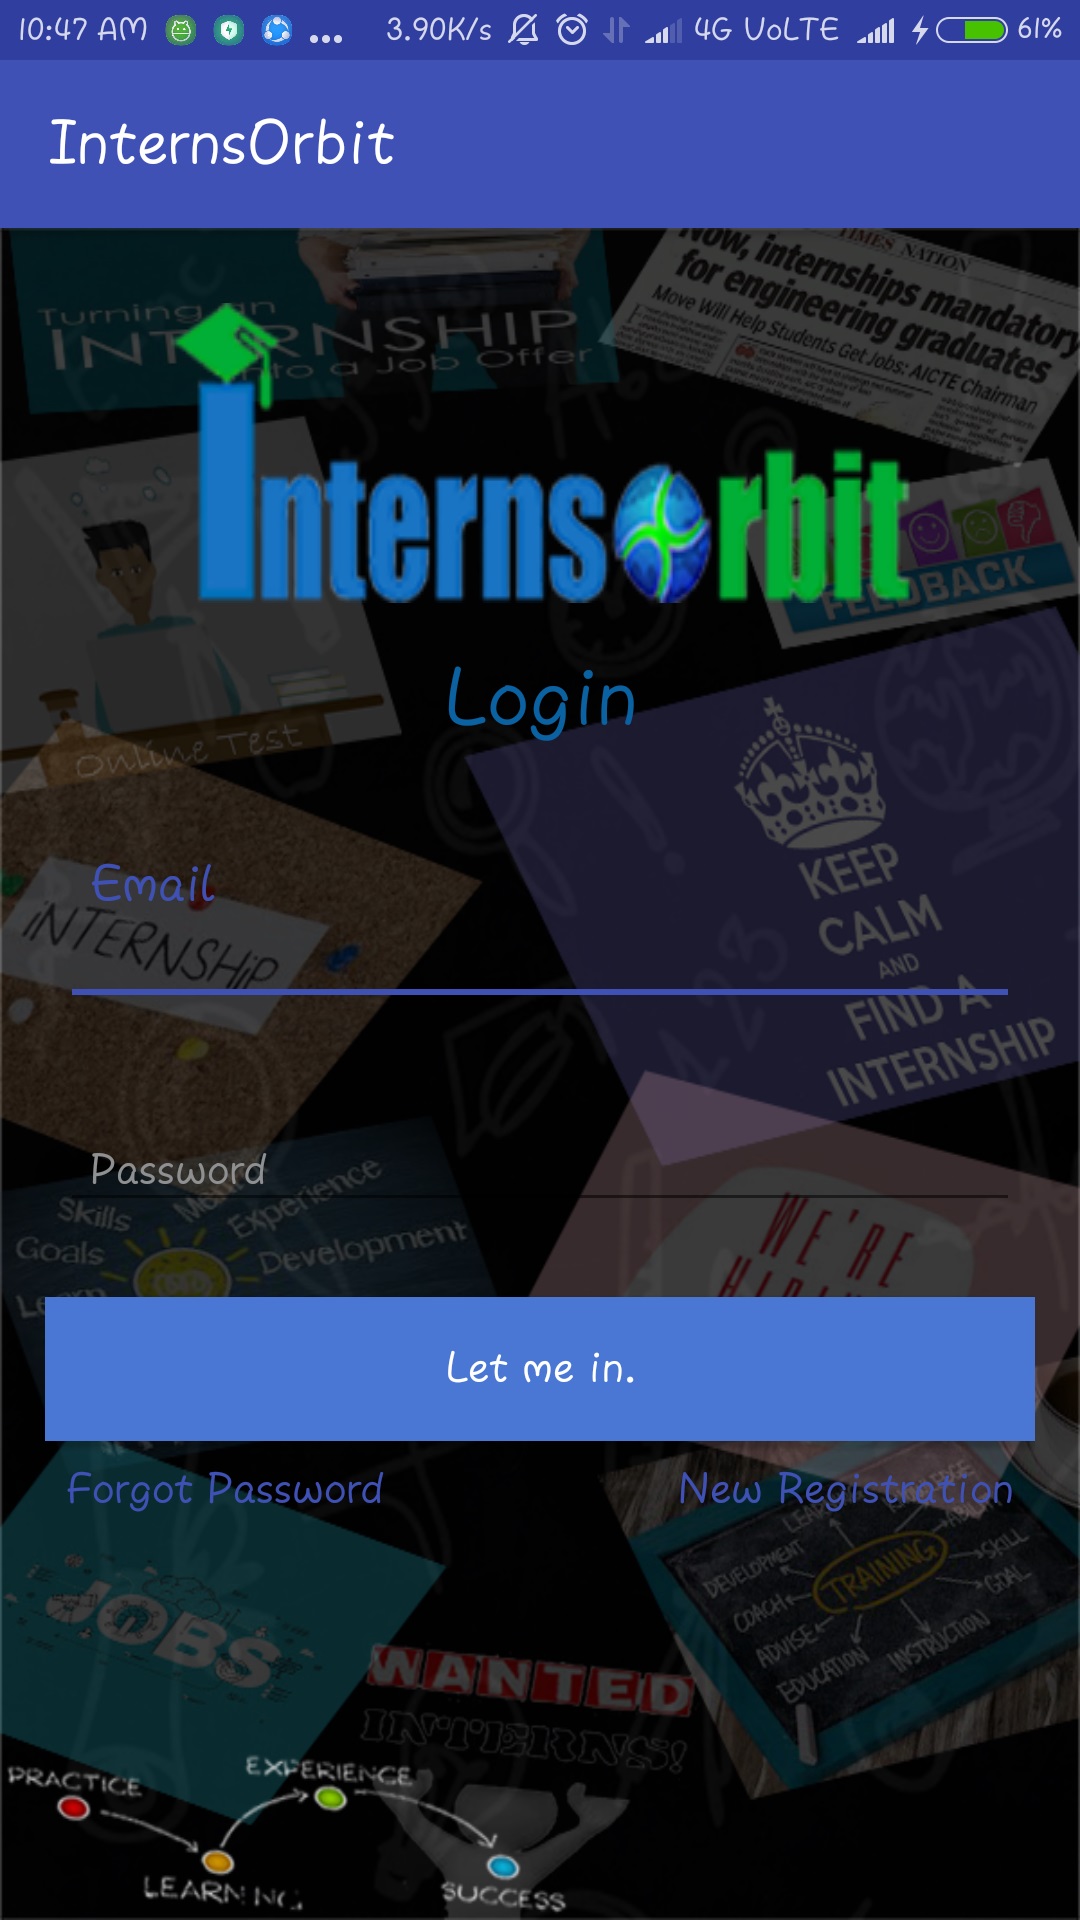 10:47 AM ... 3.90K/s 4G VoLTE 61%
InternsOrbit
TIMES NATION
Now, internships mandatory
for engineering graduates
Move Will Help Students Get Jobs: AICTE Chairman
Turning an
INTERNSHIP
into a Job Offer
InternsOrbit
FEEDBACK
Login
Online Test
KEEP
CALM
AND
FIND A
INTERNSHIP
Email
iNTERNSHiP
Password
Skills
Experience
Goals
Development
Learn
WE'RE
Let me in.
Forgot Password
New Registration
TRAINING
DEVELOPMENT
SKILL
COACH
GOAL
ADVISE
EDUCATION
INSTRUCTION
JOBS
WANTED
INTERNS!
PRACTICE
EXPERIENCE
LEARNING
SUCCESS